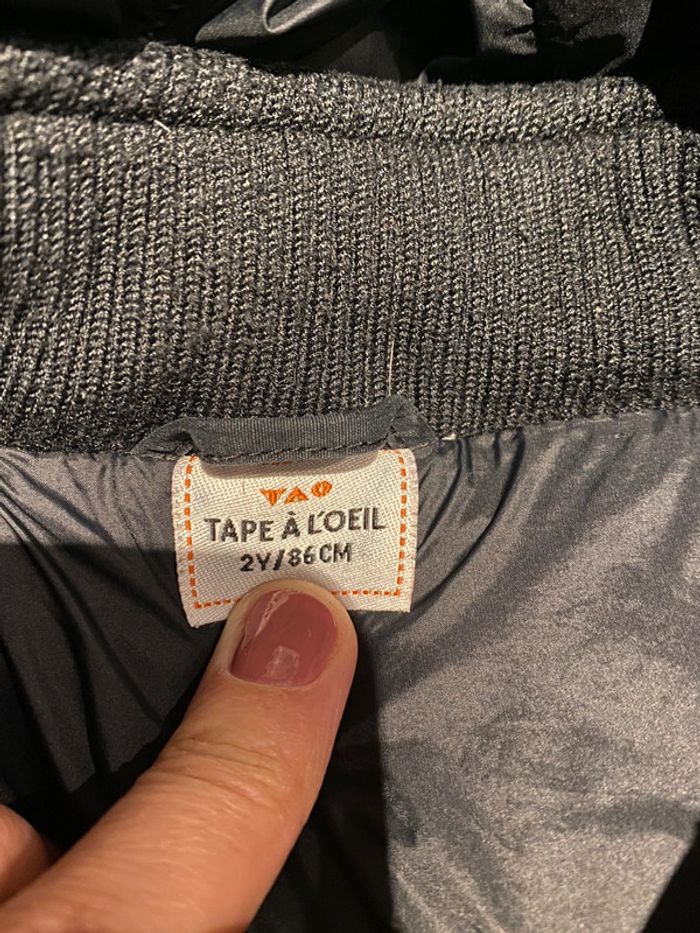 TAO
TAPE À L'OEIL
2Y/86CM